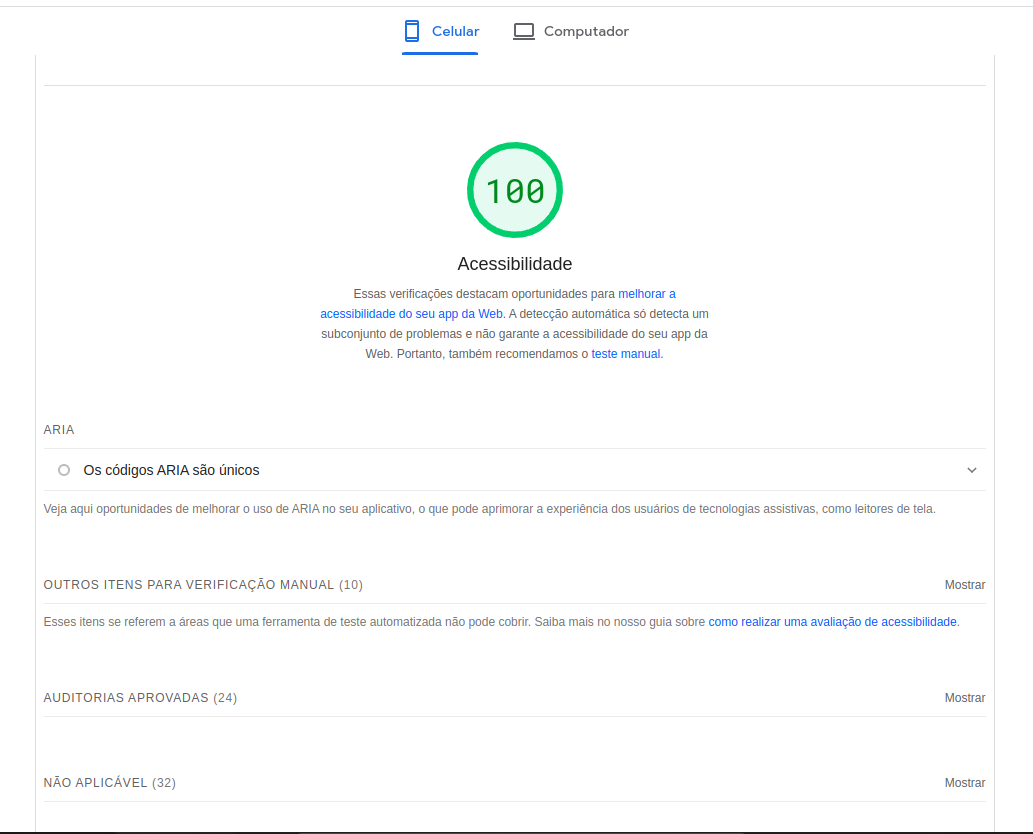 Celular
Computador
100
Acessibilidade
Essas verificações destacam oportunidades para melhorar a
acessibilidade do seu app da Web. A detecção automática só detecta um
subconjunto de problemas e não garante a acessibilidade do seu app da
Web. Portanto, também recomendamos o teste manual.
ARIA
Os códigos ARIA são únicos
Veja aqui oportunidades de melhorar o uso de ARIA no seu aplicativo, o que pode aprimorar a experiência dos usuários de tecnologias assistivas, como leitores de tela.
OUTROS ITENS PARA VERIFICAÇÃO MANUAL (10)
Mostrar
Esses itens se referem a áreas que uma ferramenta de teste automatizada não pode cobrir. Saiba mais no nosso guia sobre como realizar uma avaliação de acessibilidade.
AUDITORIAS APROVADAS (24)
Mostrar
NÃO APLICÁVEL (32)
Mostrar